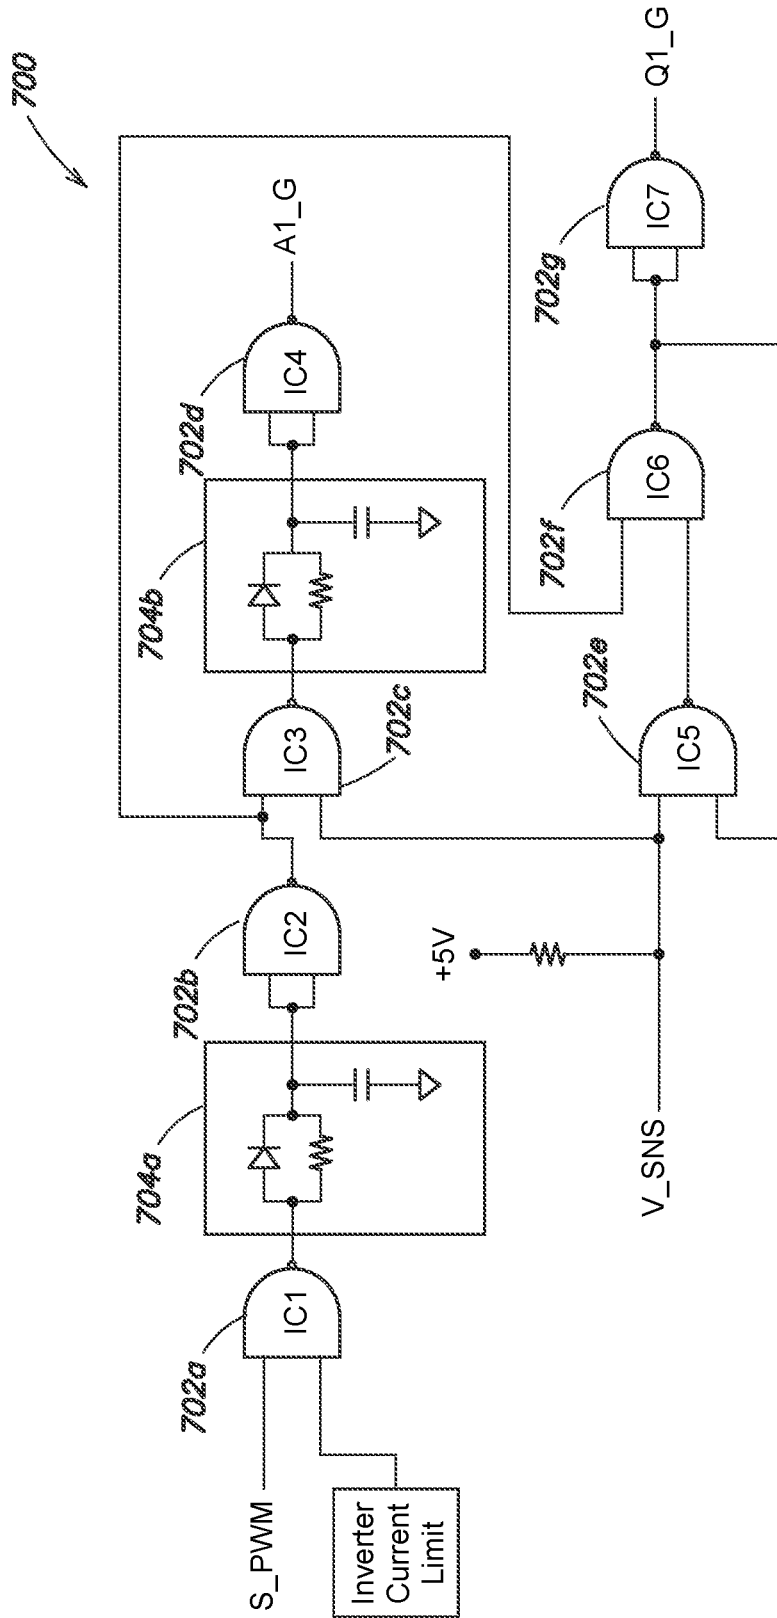 700
702a
704a
702b
702c
704b
702d
S_PWM
IC1
IC2
IC3
IC4
A1_G
Inverter
Current
Limit
+5V
V_SNS
702e
IC5
702f
IC6
702g
IC7
Q1_G